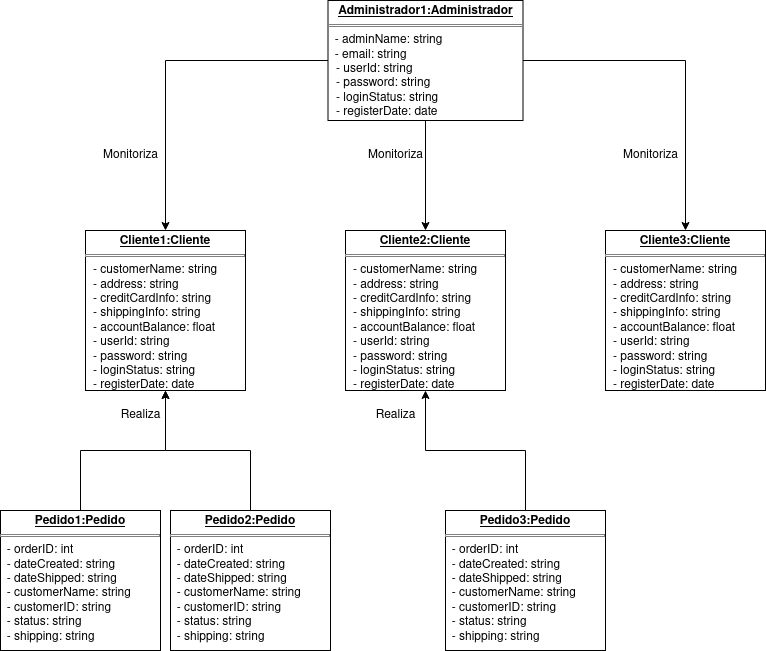 Administrador1:Administrador
- adminName: string
- email: string
- userId: string
- password: string
- loginStatus: string
- registerDate: date
Monitoriza
Monitoriza
Monitoriza
Cliente1:Cliente
- customerName: string
- address: string
- creditCardInfo: string
- shippingInfo: string
- accountBalance: float
- userId: string
- password: string
- loginStatus: string
- registerDate: date
Cliente2:Cliente
- customerName: string
- address: string
- creditCardInfo: string
- shippingInfo: string
- accountBalance: float
- userId: string
- password: string
- loginStatus: string
- registerDate: date
Cliente3:Cliente
- customerName: string
- address: string
- creditCardInfo: string
- shippingInfo: string
- accountBalance: float
- userId: string
- password: string
- loginStatus: string
- registerDate: date
Realiza
Realiza
Pedido1:Pedido
- orderID: int
- dateCreated: string
- dateShipped: string
- customerName: string
- customerID: string
- status: string
- shipping: string
Pedido2:Pedido
- orderID: int
- dateCreated: string
- dateShipped: string
- customerName: string
- customerID: string
- status: string
- shipping: string
Pedido3:Pedido
- orderID: int
- dateCreated: string
- dateShipped: string
- customerName: string
- customerID: string
- status: string
- shipping: string